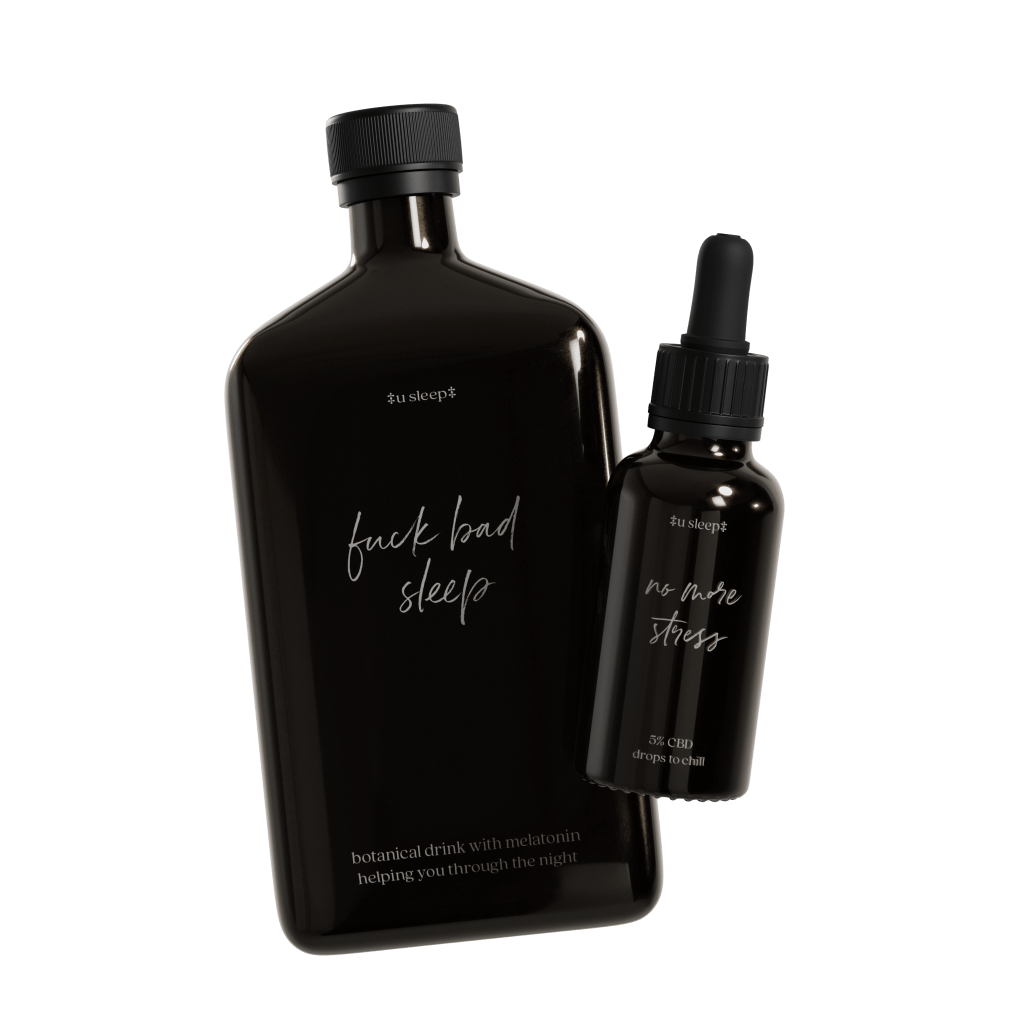 ‡u sleep‡
fuck bad
sleep
botanical drink with melatonin
helping you through the night
‡u sleep‡
no more
stress
5% CBD
drops to chill